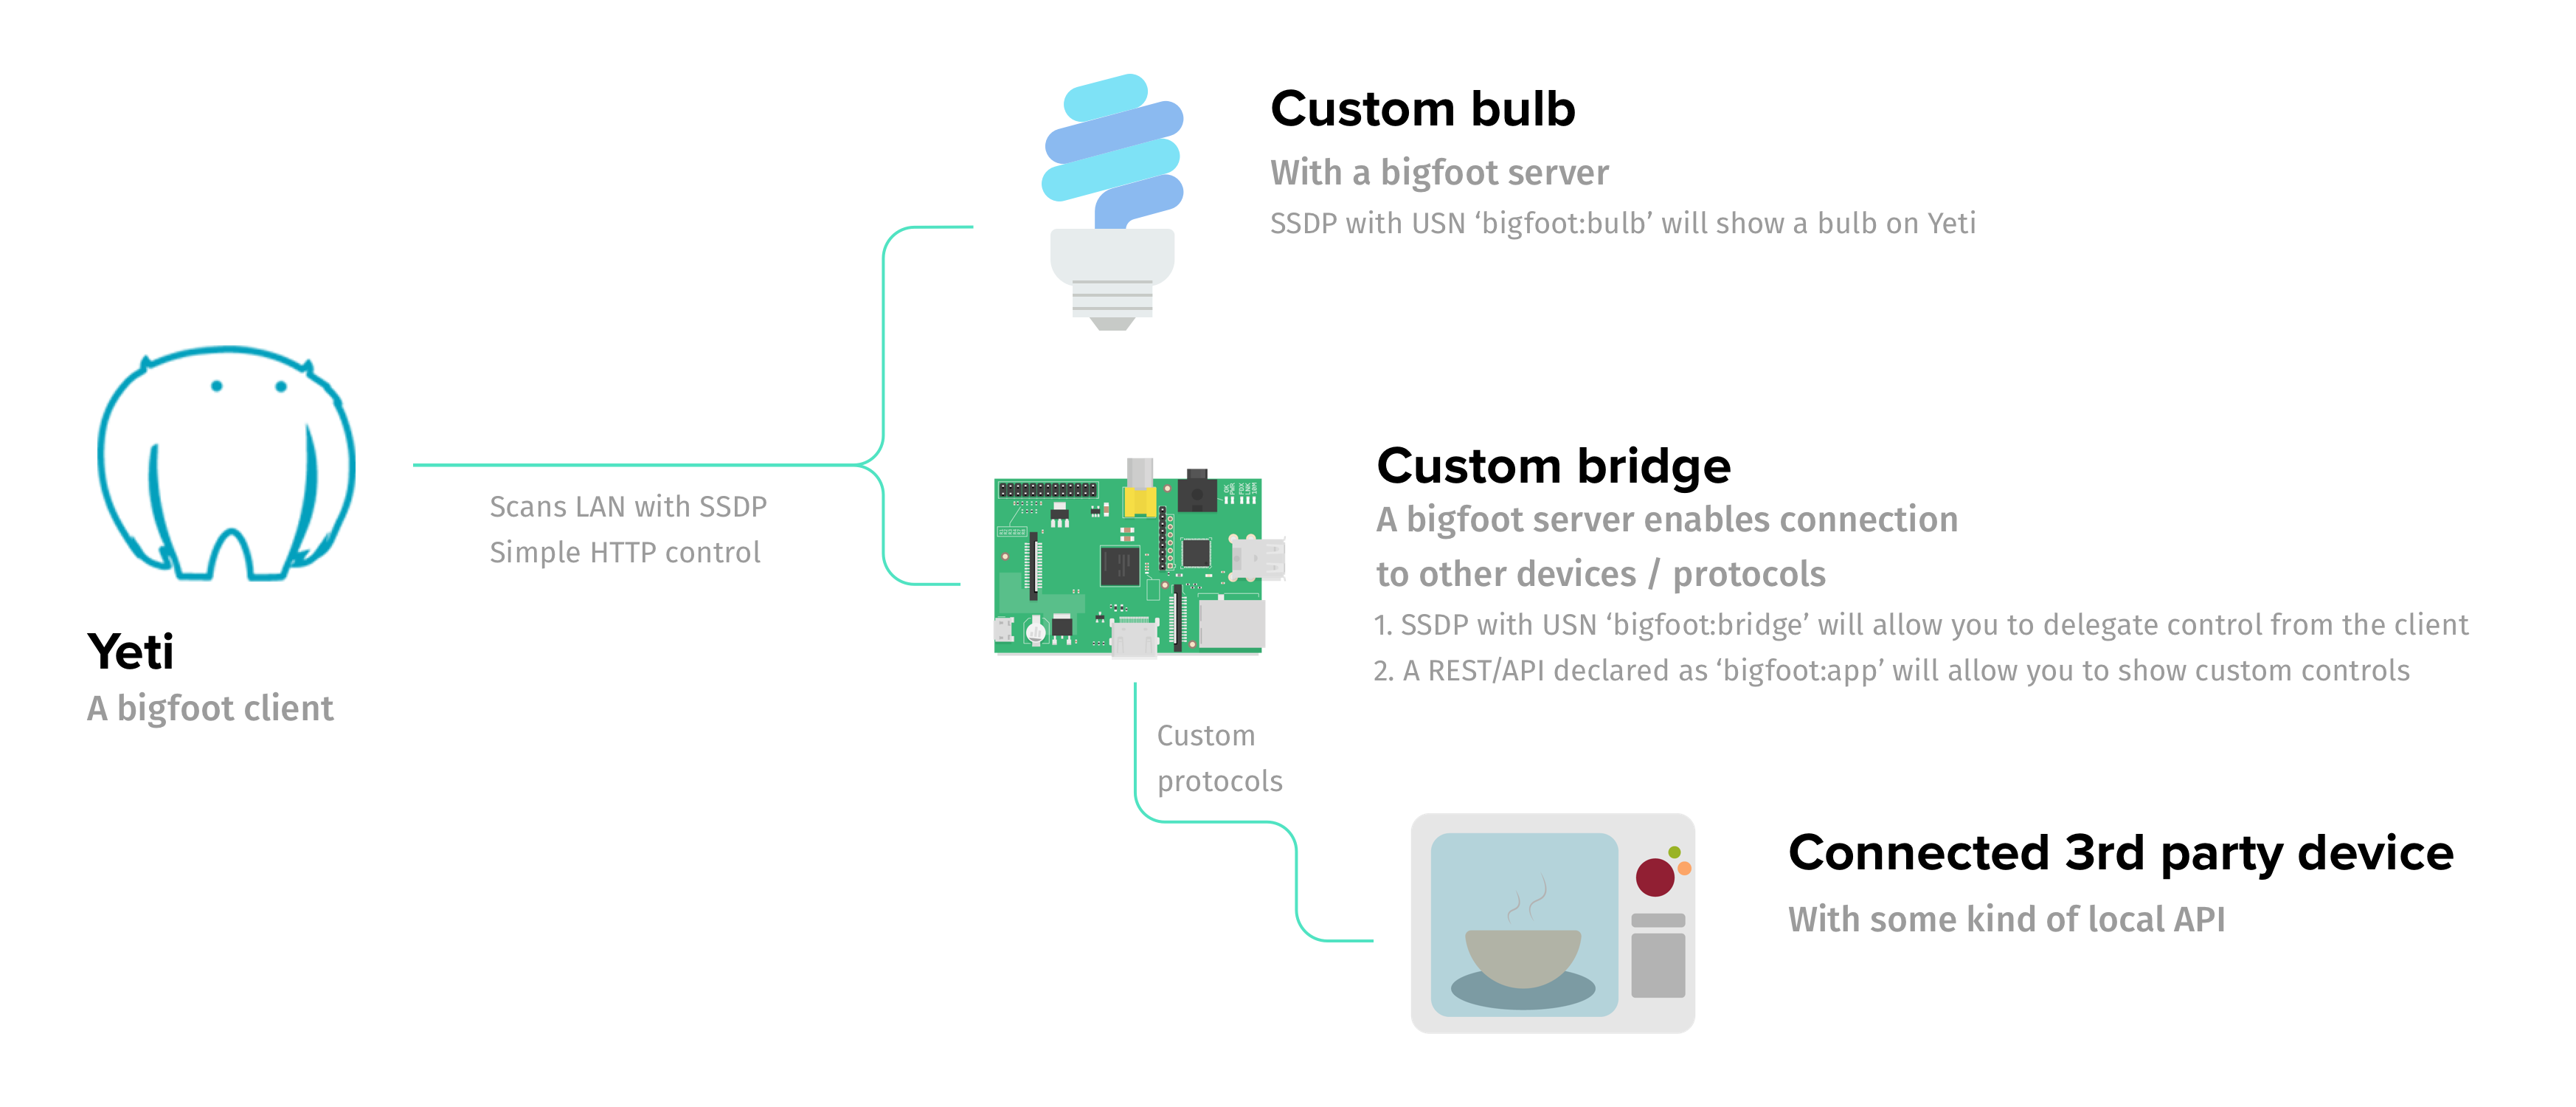 Custom bulb
With a bigfoot server
SSDP with USN ‘bigfoot:bulb’ will show a bulb on Yeti
Scans LAN with SSDP
Simple HTTP control
Yeti
A bigfoot client
Custom bridge
A bigfoot server enables connection
to other devices / protocols
1. SSDP with USN ‘bigfoot:bridge’ will allow you to delegate control from the client
2. A REST/API declared as ‘bigfoot:app’ will allow you to show custom controls
Custom
protocols
Connected 3rd party device
With some kind of local API